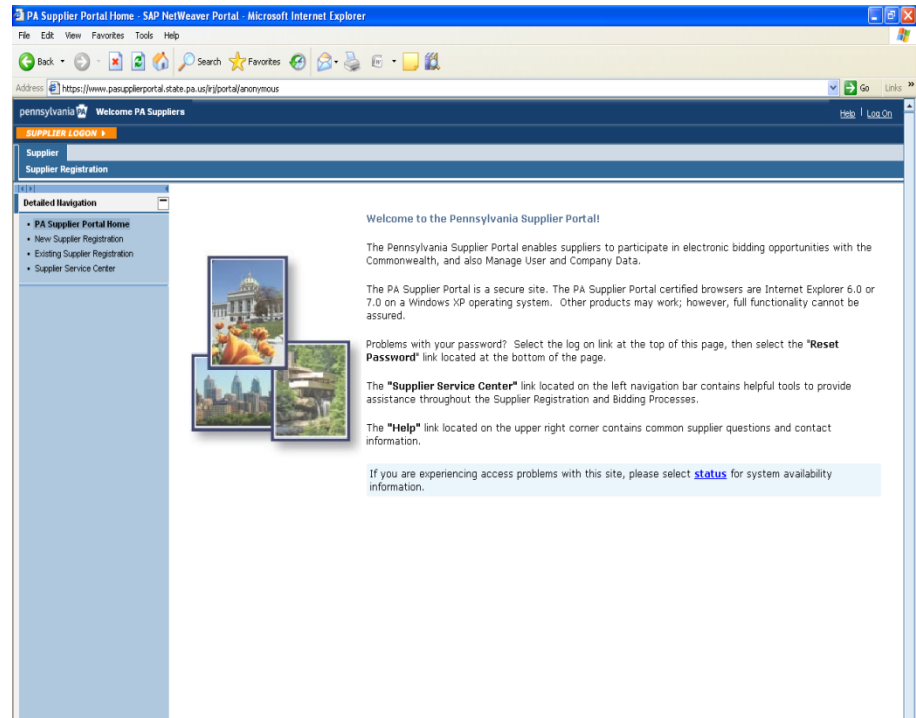 PA Supplier Portal Home - SAP NetWeaver Portal - Microsoft Internet Explorer
File Edit View Favorites Tools Help
Back Search Favorites
Address https://www.pasupplierportal.state.pa.us/irj/portal/anonymous Go Links »
pennsylvania PA Welcome PA Suppliers Help | Log On
SUPPLIER LOGON
Supplier
Supplier Registration
Detailed Navigation
• PA Supplier Portal Home
• New Supplier Registration
• Existing Supplier Registration
• Supplier Service Center
Welcome to the Pennsylvania Supplier Portal!
The Pennsylvania Supplier Portal enables suppliers to participate in electronic bidding opportunities with the
Commonwealth, and also Manage User and Company Data.
The PA Supplier Portal is a secure site. The PA Supplier Portal certified browsers are Internet Explorer 6.0 or
7.0 on a Windows XP operating system. Other products may work; however, full functionality cannot be
assured.
Problems with your password? Select the log on link at the top of this page, then select the "Reset
Password" link located at the bottom of the page.
The "Supplier Service Center" link located on the left navigation bar contains helpful tools to provide
assistance throughout the Supplier Registration and Bidding Processes.
The "Help" link located on the upper right corner contains common supplier questions and contact
information.
If you are experiencing access problems with this site, please select status for system availability
information.